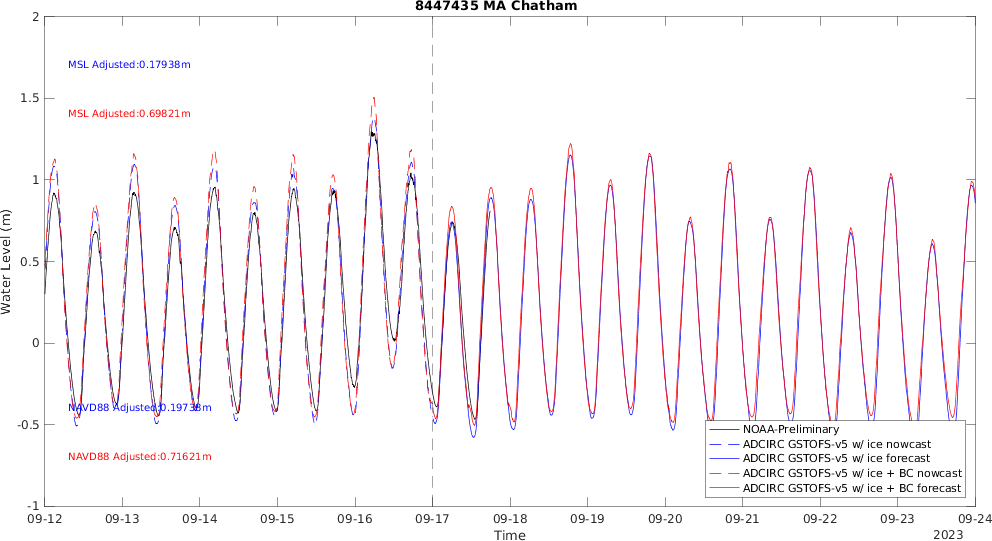 8447435 MA Chatham
2
1.5
1
0.5
0
-0.5
-1
Water Level (m)
MSL Adjusted:0.17938m
MSL Adjusted:0.69821m
NAVD88 Adjusted:0.19738m
NAVD88 Adjusted:0.71621m
NOAA-Preliminary
ADCIRC GSTOFS-v5 w/ ice nowcast
ADCIRC GSTOFS-v5 w/ ice forecast
ADCIRC GSTOFS-v5 w/ ice + BC nowcast
ADCIRC GSTOFS-v5 w/ ice + BC forecast
09-12 09-13 09-14 09-15 09-16 09-17 09-18 09-19 09-20 09-21 09-22 09-23 09-24
Time
2023